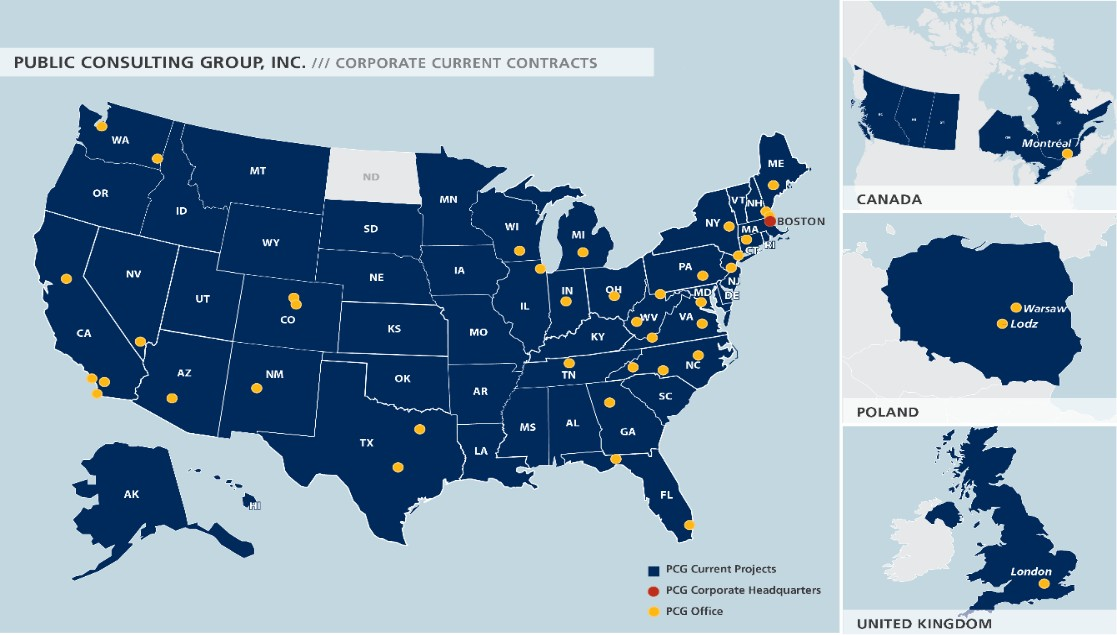 PUBLIC CONSULTING GROUP, INC. /// CORPORATE CURRENT CONTRACTS
WA
MT
ND
MN
ME
OR
ID
WY
SD
WI
MI
NY
VT
NH
MA
BOSTON
RI
CT
NV
UT
NE
IA
IL
IN
OH
PA
NJ
MD
DE
CA
CO
KS
MO
KY
WV
VA
AZ
NM
OK
AR
TN
NC
SC
TX
LA
MS
AL
GA
FL
AK
HI
PCG Current Projects
PCG Corporate Headquarters
PCG Office
Montréal
CANADA
Warsaw
Lodz
POLAND
London
UNITED KINGDOM